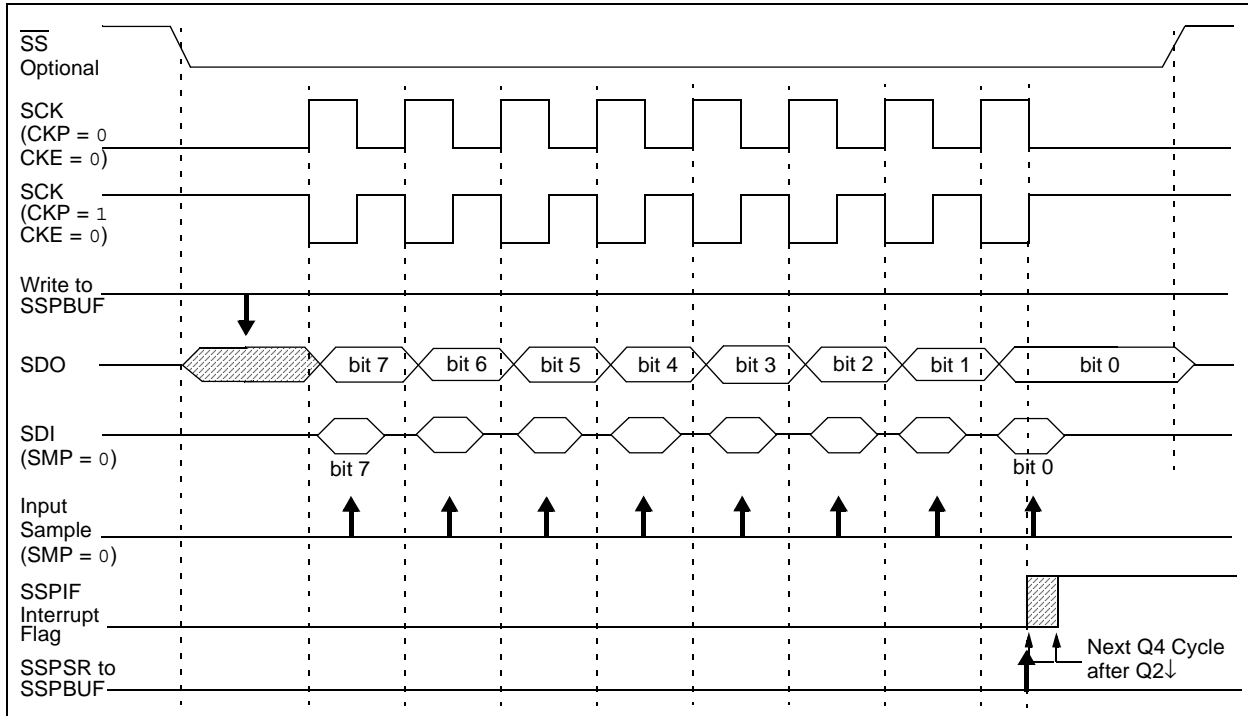 SS
Optional
SCK
(CKP = 0
CKE = 0)
SCK
(CKP = 1
CKE = 0)
Write to
SSPBUF
SDO
bit 7
bit 6
bit 5
bit 4
bit 3
bit 2
bit 1
bit 0
SDI
(SMP = 0)
bit 7
bit 0
Input
Sample
(SMP = 0)
SSPIF
Interrupt
Flag
Next Q4 Cycle
after Q2↓
SSPSR to
SSPBUF